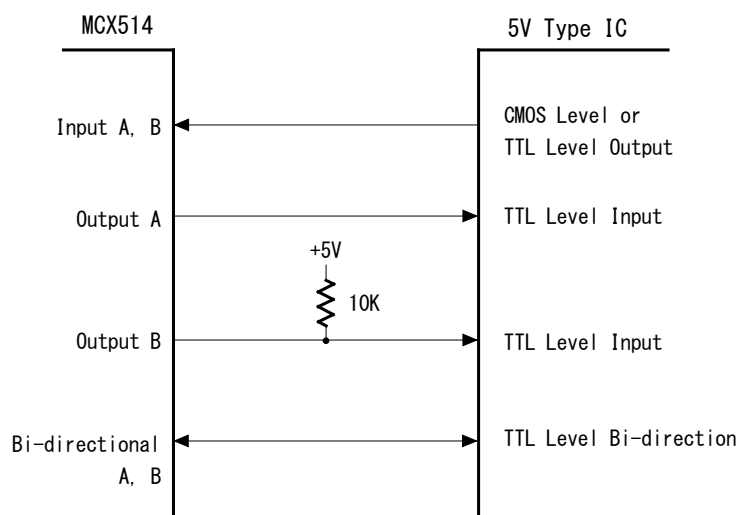 MCX514
5V Type IC
Input A, B
CMOS Level or
TTL Level Output
Output A
TTL Level Input
+5V
10K
Output B
TTL Level Input
Bi-directional
A, B
TTL Level Bi-direction